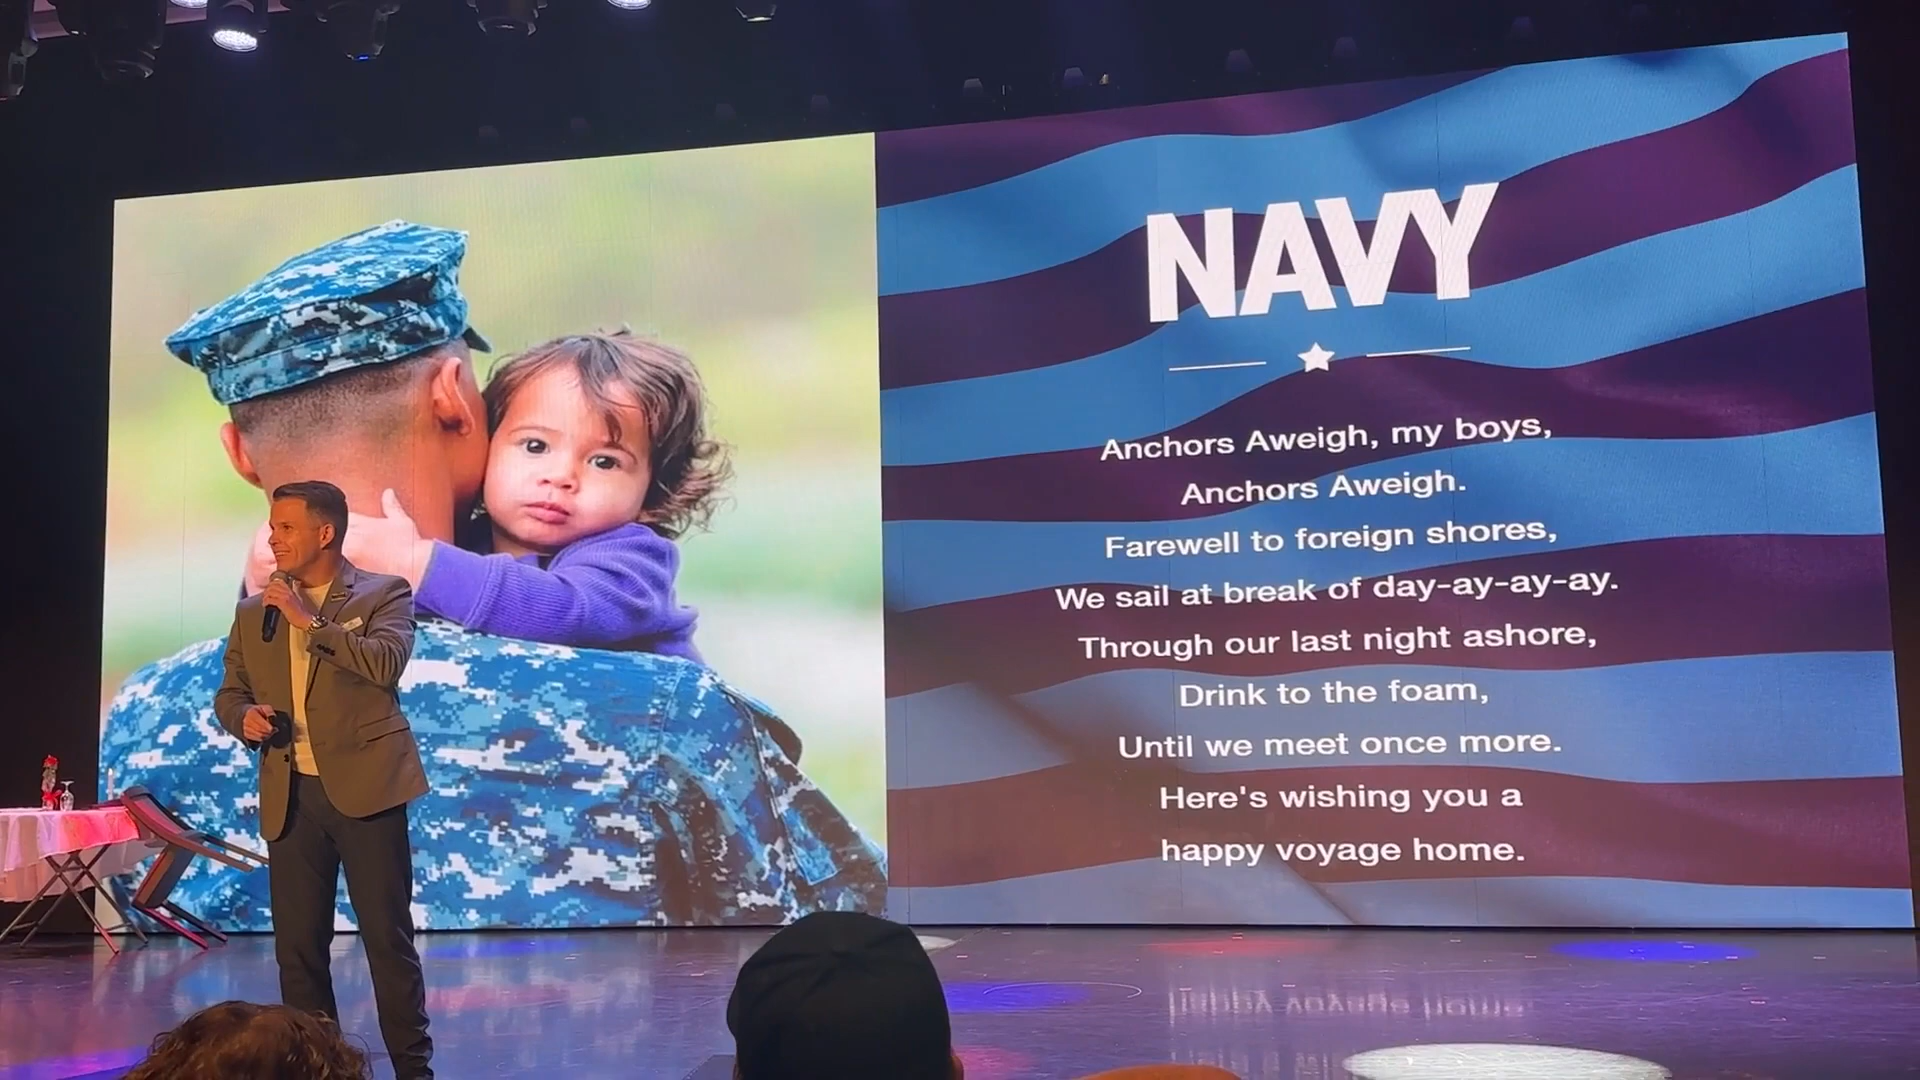 NAVY
Anchors Aweigh, my boys,
Anchors Aweigh.
Farewell to foreign shores,
We sail at break of day-ay-ay-ay.
Through our last night ashore,
Drink to the foam,
Until we meet once more.
Here's wishing you a
happy voyage home.